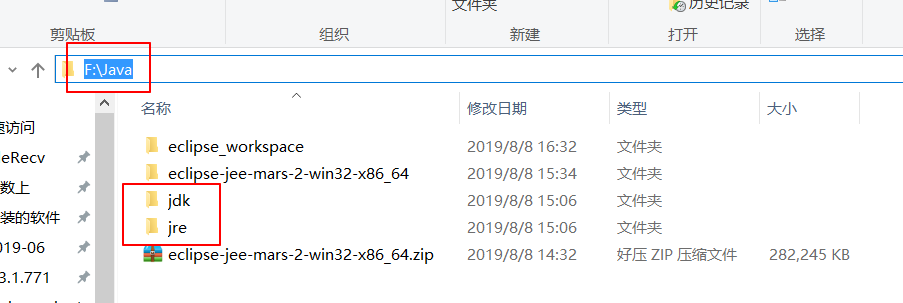 文件夹
历史记录
剪贴板 组织 新建 打开 选择
F:\Java
名称 修改日期 类型 大小
速访问
eclipse_workspace 2019/8/8 16:32 文件夹
leRecv
eclipse-jee-mars-2-win32-x86_64 2019/8/8 15:34 文件夹
数上
jdk 2019/8/8 15:06 文件夹
装的软件
jre 2019/8/8 15:06 文件夹
019-06
eclipse-jee-mars-2-win32-x86_64.zip 2019/8/8 14:32 好压 ZIP 压缩文件 282,245 KB
3.1.771